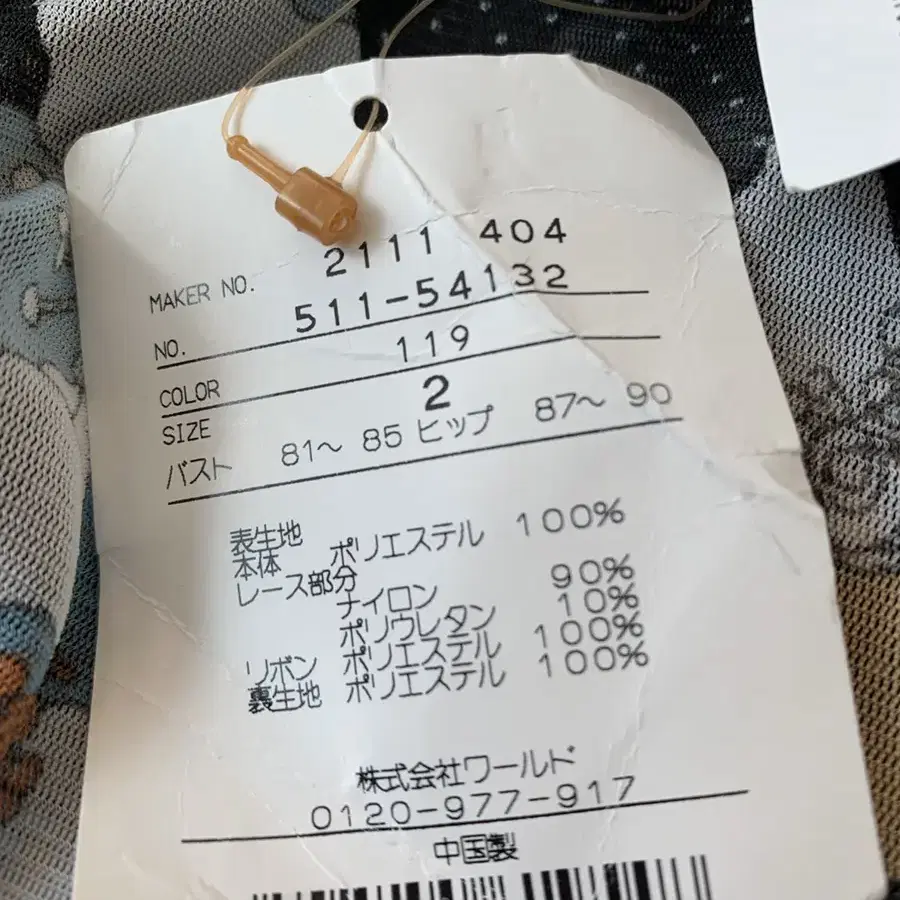 MAKER NO. 2111 404
NO. 511-54132
COLOR 119
SIZE 2
バスト 81～ 85 ヒップ 87～ 90
表生地
本体 ポリエステル 100%
レース部分
ナイロン 90%
ポリウレタン 10%
リボン ポリエステル 100%
裏生地 ポリエステル 100%
株式会社ワールド
0120-977-917
中国製